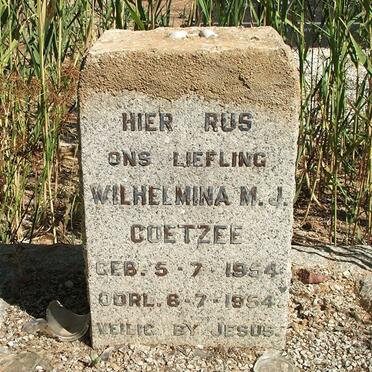 HIER RUS
ONS LIEFLING
WILHELMINA M. J.
COETZEE
GEB. 5-7-1954
OORL. 6-7-1954
VEILIG BY JESUS.